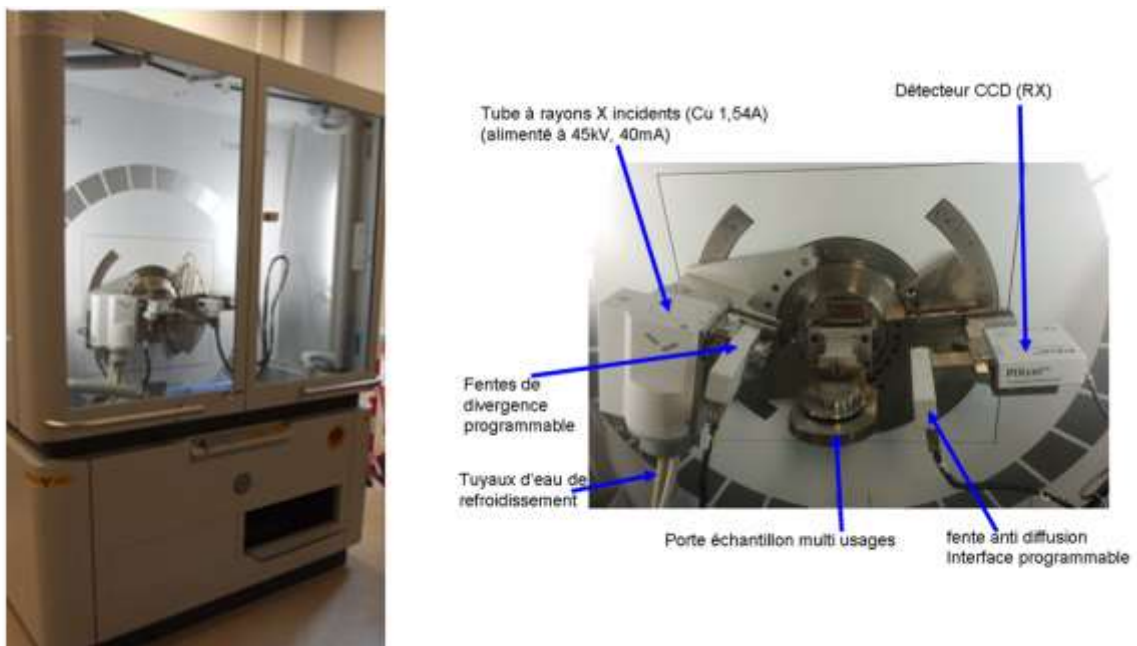 Détecteur CCD (RX)
Tube à rayons X incidents (Cu 1,54A)
(alimenté à 45kV, 40mA)
Fentes de
divergence
programmable
Tuyaux d'eau de
refroidissement
Porte échantillon multi usages
fente anti diffusion
Interface programmable